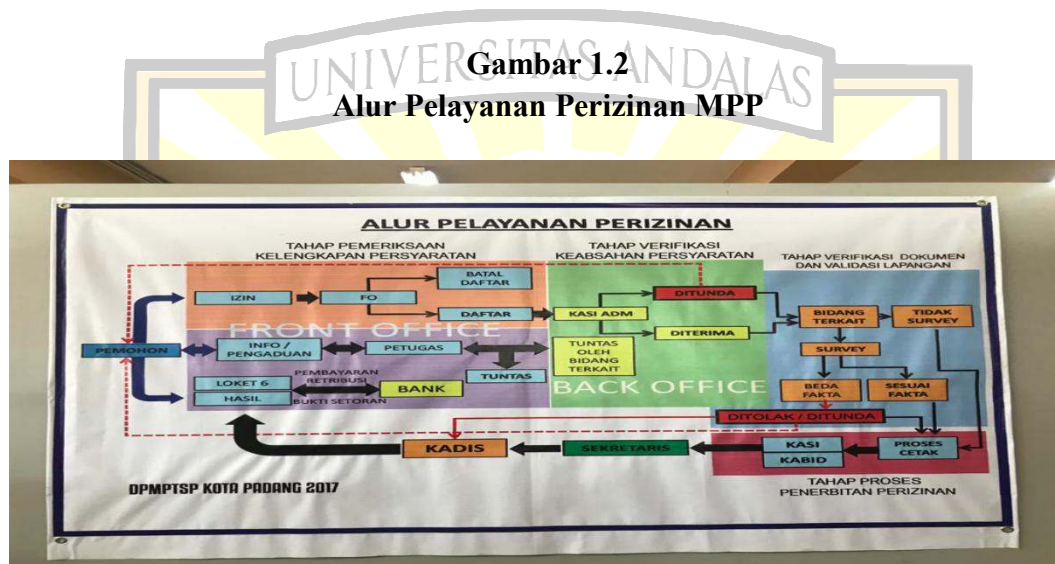 UNIVERSITAS ANDALAS
Gambar 1.2
Alur Pelayanan Perizinan MPP
ALUR PELAYANAN PERIZINAN
TAHAP PEMERIKSAAN
KELENGKAPAN PERSYARATAN
TAHAP VERIFIKASI
KEABSAHAN PERSYARATAN
TAHAP VERIFIKASI DOKUMEN
DAN VALIDASI LAPANGAN
IZIN
FO
BATAL
DAFTAR
DAFTAR
KASI ADM
DITUNDA
DITERIMA
BIDANG
TERKAIT
TIDAK
SURVEY
FRONT OFFICE
PEMOHON
INFO /
PENGADUAN
PETUGAS
TUNTAS
TUNTAS
OLEH
BIDANG
TERKAIT
SURVEY
LOKET 6
HASIL
PEMBAYARAN
RETRIBUSI
BUKTI SETORAN
BANK
BACK OFFICE
BEDA
FAKTA
SESUAI
FAKTA
DITOLAK / DITUNDA
KADIS
SEKRETARIS
KASI
KABID
PROSES
CETAK
TAHAP PROSES
PENERBITAN PERIZINAN
DPMPTSP KOTA PADANG 2017